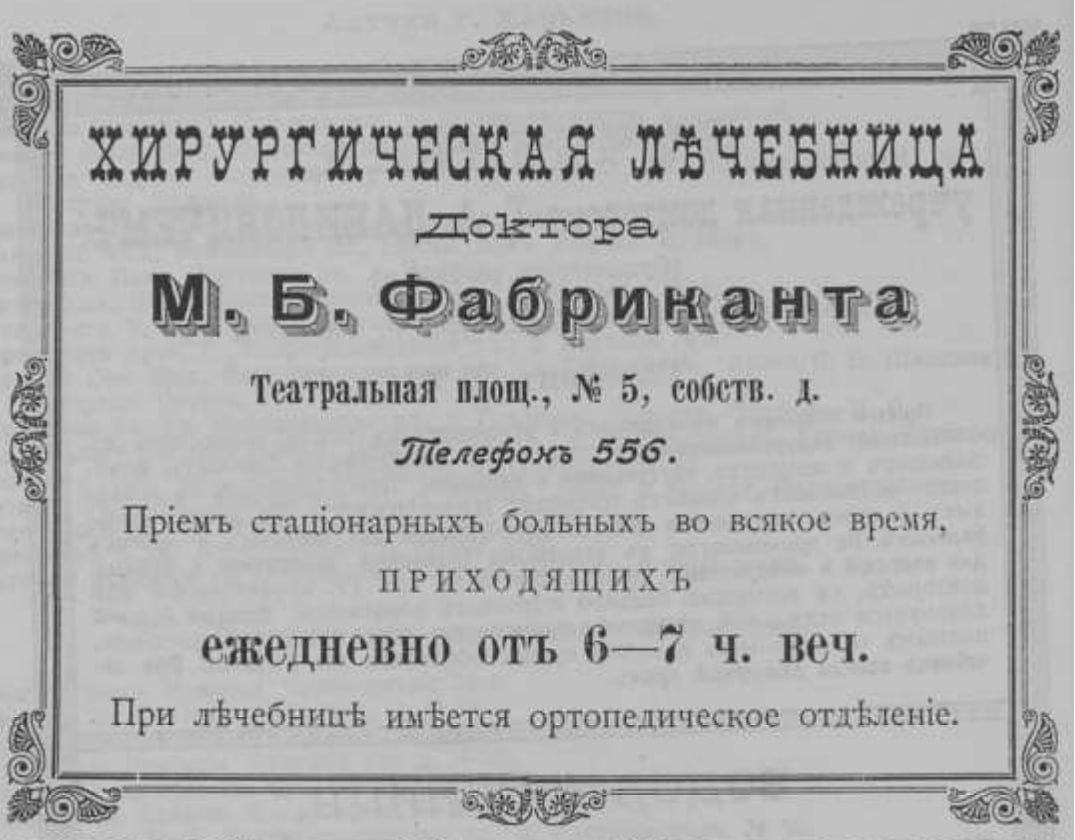 ХИРУРГИЧЕСКАЯ ЛѢЧЕБНИЦА
Доктора
М. Б. Фабриканта
Театральная площ., № 5, собств. д.
Телефонъ 556.
Пріемъ стаціонарныхъ больныхъ во всякое время,
ПРИХОДЯЩИХЪ
ежедневно отъ 6—7 ч. веч.
При лѣчебницѣ имѣется ортопедическое отдѣленіе.